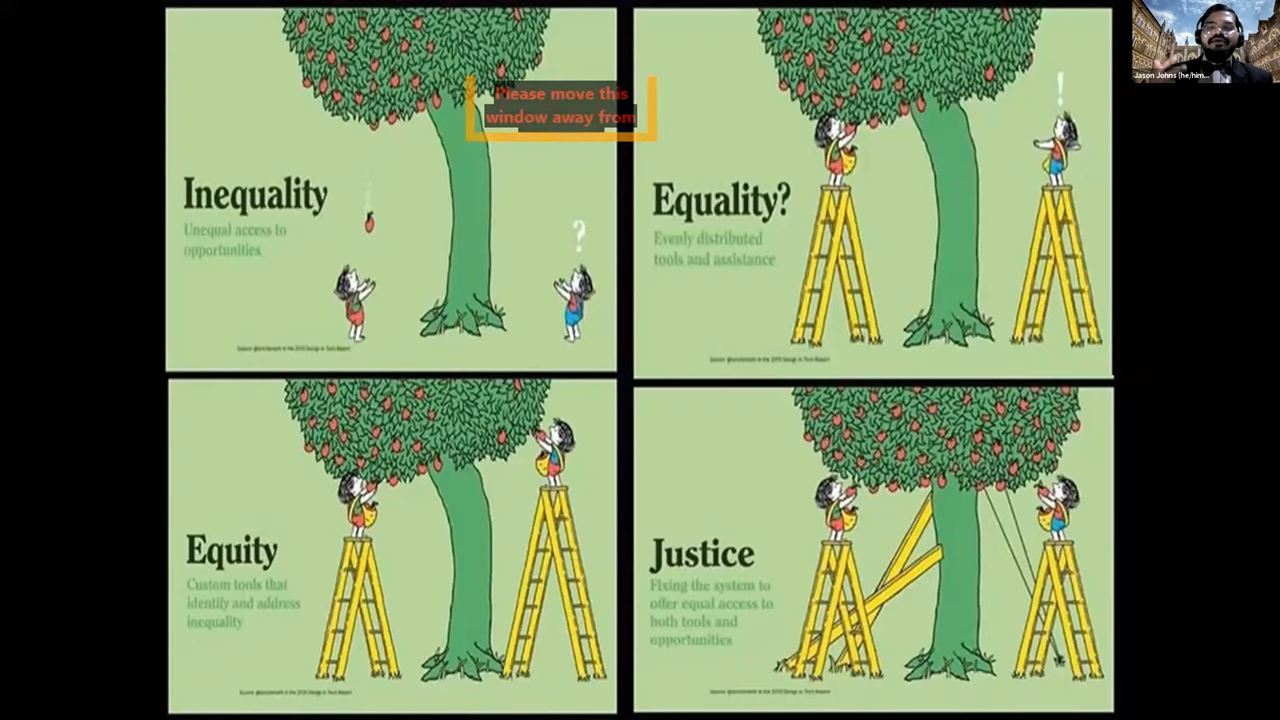 Inequality
Unequal access to
opportunities
Please move this
window away from
Equality?
Evenly distributed
tools and assistance
Jason Johns (he/him...
Equity
Custom tools that
identify and address
inequality
Justice
Fixing the system to
offer equal access to
both tools and
opportunities